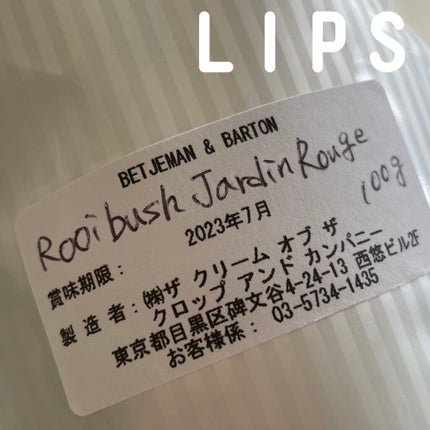 LIPS
BETJEMAN & BARTON
Rooibush Jardin Rouge
100g
2023年7月
賞味期限：
製造者：㈱ザ クリーム オブ ザ
クロップ アンド カンパニー
東京都目黒区碑文谷4-24-13 西悠ビル2F
お客様係： 03-5734-1435